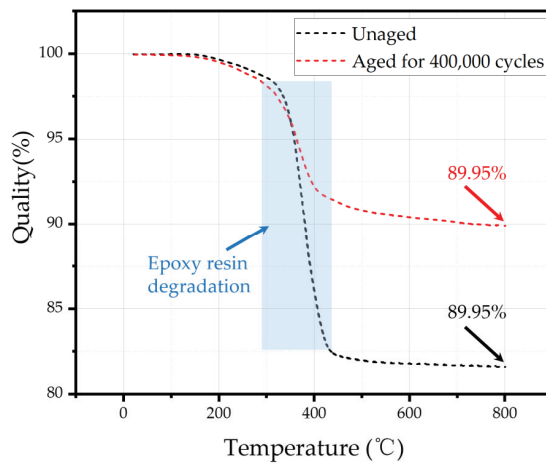 Unaged
Aged for 400,000 cycles
100
95
90
85
80
Quality(%)
89.95%
Epoxy resin
degradation
89.95%
0
200
400
600
800
Temperature (℃)